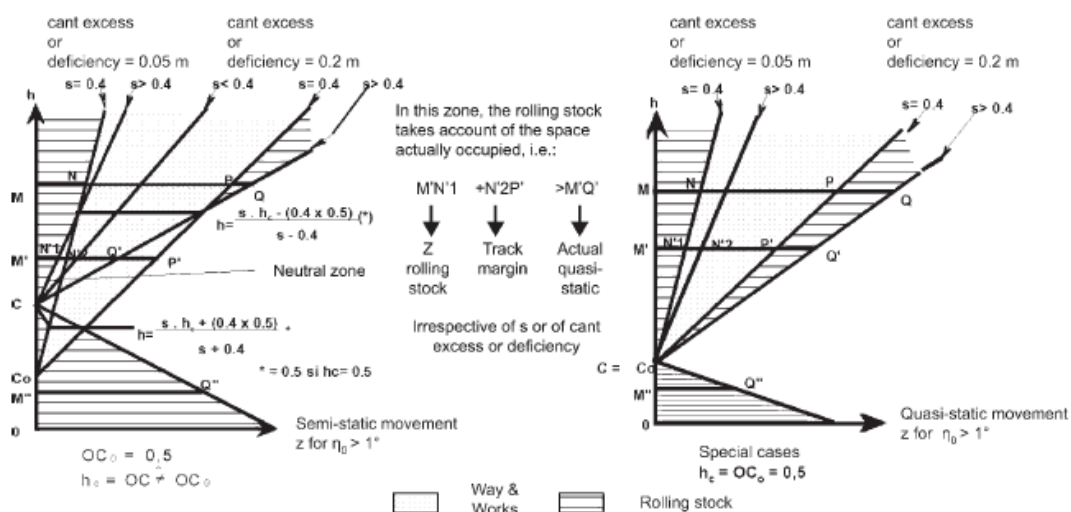 cant excess
or
deficiency = 0.05 m
cant excess
or
deficiency = 0.2 m
s= 0.4
s> 0.4
s< 0.4
s= 0.4
s> 0.4
h
N
P
M
Q
h= s . hc - (0.4 x 0.5) (*)
s - 0.4
N'1
Q'
M'
P'
Neutral zone
C
h= s . hc + (0.4 x 0.5) *
s + 0.4
Co
* = 0.5 si hc= 0.5
Q"
M"
0
Semi-static movement
z for η0 > 1°
OC0 = 0,5
hc = OC ≠ OC0
In this zone, the rolling stock
takes account of the space
actually occupied, i.e.:
M'N'1 +N'2P' >M'Q'
Z
rolling
stock
Track
margin
Actual
quasi-
static
Irrespective of s or of cant
excess or deficiency
cant excess
or
deficiency = 0.05 m
cant excess
or
deficiency = 0.2 m
s= 0.4
s> 0.4
s= 0.4
s> 0.4
h
M
N
P
Q
M'
N'1
N'2
P'
Q'
C = Co
M"
Q"
0
Quasi-static movement
z for η0 > 1°
Special cases
hc = OCo = 0,5
Way &
Works
Rolling stock